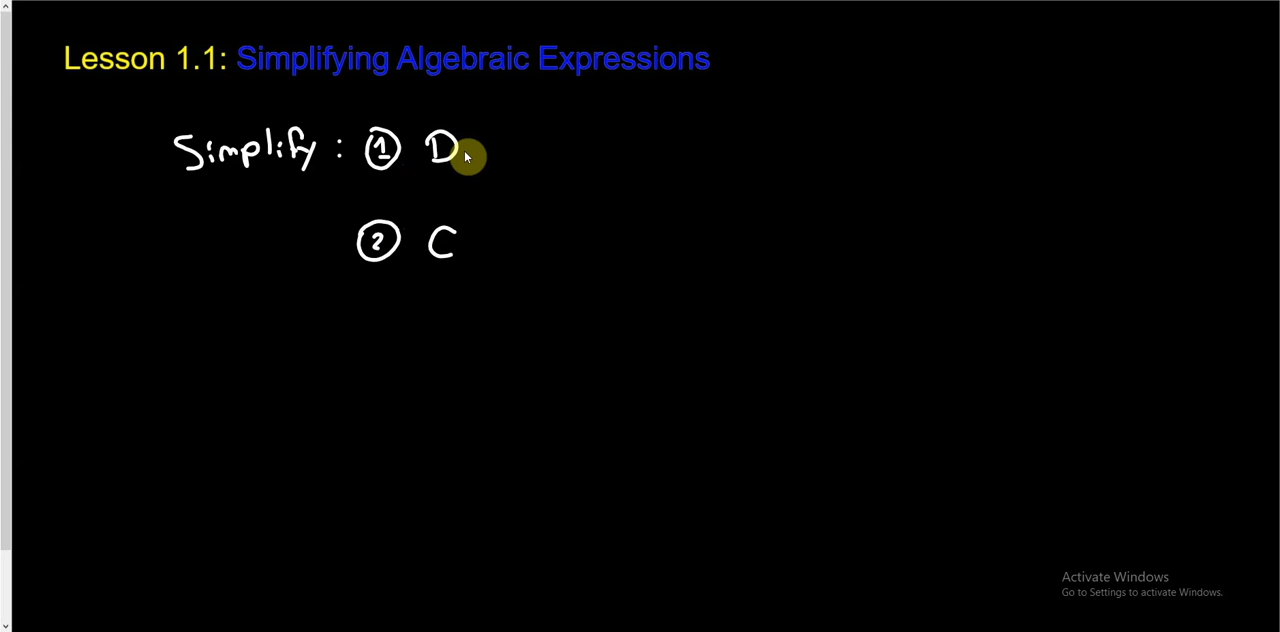 Lesson 1.1: Simplifying Algebraic Expressions
Simplify : ① D
② C
Activate Windows
Go to Settings to activate Windows.